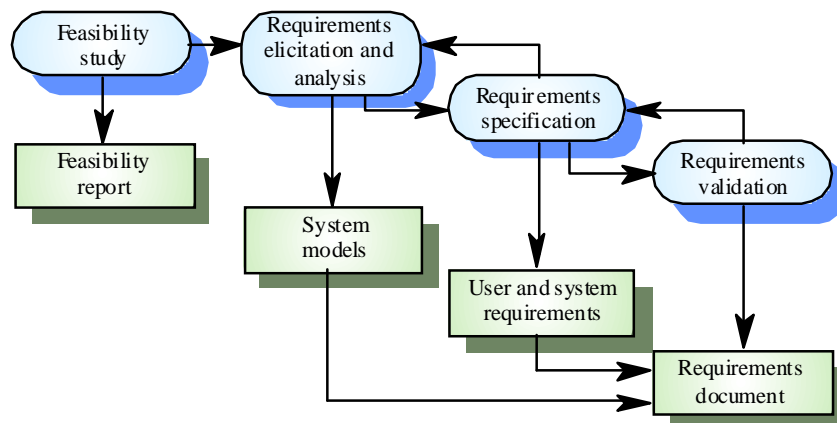 Feasibility
study
Requirements
elicitation and
analysis
Requirements
specification
Requirements
validation
Feasibility
report
System
models
User and system
requirements
Requirements
document